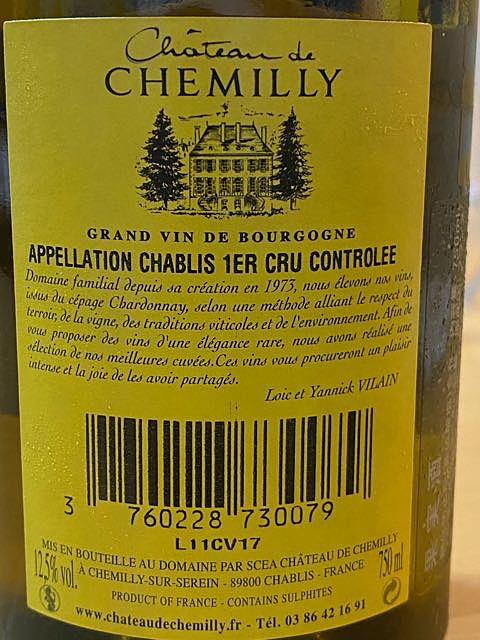 Château de
CHEMILLY
GRAND VIN DE BOURGOGNE
APPELLATION CHABLIS 1ER CRU CONTROLEE
Domaine familial depuis sa création en 1973, nous élevons nos vins,
issus du cépage Chardonnay, selon une méthode alliant le respect du
terroir, de la vigne, des traditions viticoles et de l'environnement. Afin de
vous proposer des vins d'une élégance rare, nous avons réalisé une
sélection de nos meilleures cuvées. Ces vins vous procureront un plaisir
intense et la joie de les avoir partagés.
Loïc et Yannick VILAIN
3 760228 730079
L11CV17
MIS EN BOUTEILLE AU DOMAINE PAR SCEA CHÂTEAU DE CHEMILLY
12,5% vol. À CHEMILLY-SUR-SEREIN - 89800 CHABLIS - FRANCE 750 ml
PRODUCT OF FRANCE - CONTAINS SULPHITES
www.chateaudechemilly.fr - Tél. 03 86 42 16 91